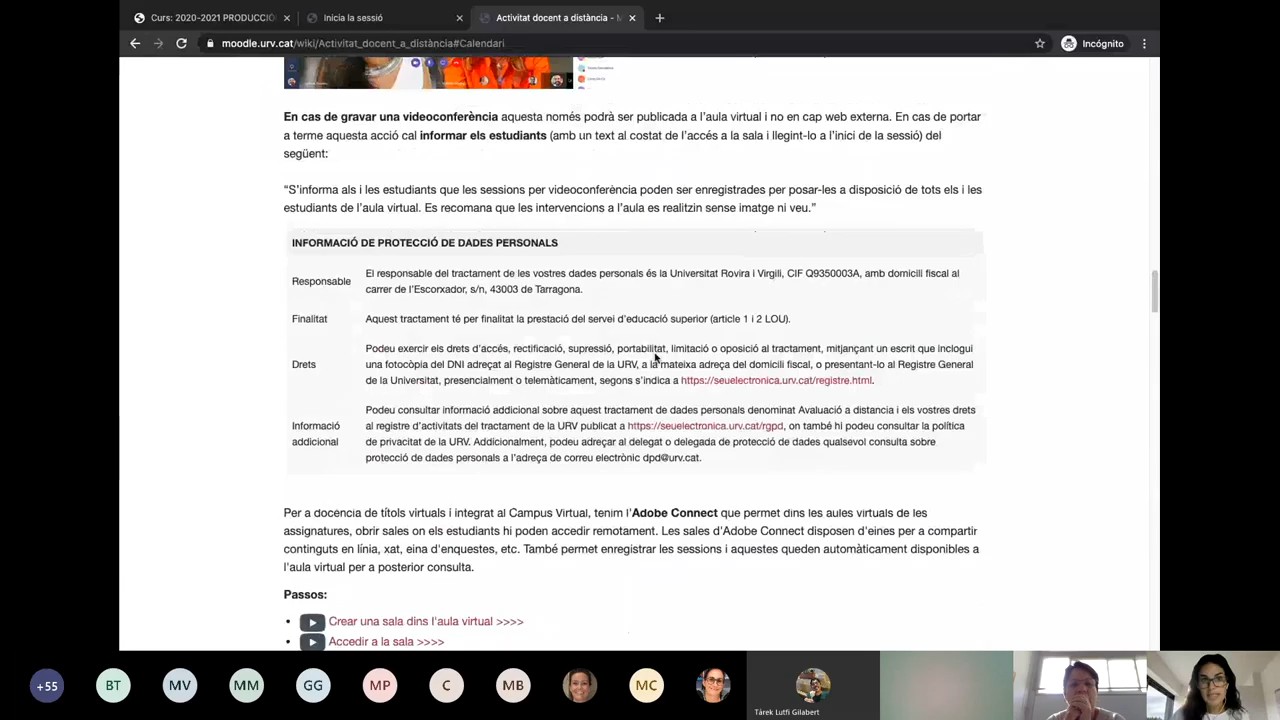 Curs: 2020-2021 PRODUCCIÓ
Inicia la sessió
Activitat docent a distància - M
moodle.urv.cat/wiki/Activitat_docent_a_distància#Calendari
Incógnito
En cas de gravar una videoconferència aquesta només podrà ser publicada a l'aula virtual i no en cap web externa. En cas de portar
a terme aquesta acció cal informar els estudiants (amb un text al costat de l'accés a la sala i llegint-lo a l'inici de la sessió) del
següent:
“S'informa als i les estudiants que les sessions per videoconferència poden ser enregistrades per posar-les a disposició de tots els i les
estudiants de l'aula virtual. Es recomana que les intervencions a l'aula es realitzin sense imatge ni veu.”
INFORMACIÓ DE PROTECCIÓ DE DADES PERSONALS
Responsable
El responsable del tractament de les vostres dades personals és la Universitat Rovira i Virgili, CIF Q9350003A, amb domicili fiscal al
carrer de l'Escorxador, s/n, 43003 de Tarragona.
Finalitat
Aquest tractament té per finalitat la prestació del servei d'educació superior (article 1 i 2 LOU).
Drets
Podeu exercir els drets d'accés, rectificació, supressió, portabilitat, limitació o oposició al tractament, mitjançant un escrit que inclogui
una fotocòpia del DNI adreçat al Registre General de la URV, a la mateixa adreça del domicili fiscal, o presentant-lo al Registre General
de la Universitat, presencialment o telemàticament, segons s'indica a https://seuelectronica.urv.cat/registre.html.
Informació
addicional
Podeu consultar informació addicional sobre aquest tractament de dades personals denominat Avaluació a distancia i els vostres drets
al registre d'activitats del tractament de la URV publicat a https://seuelectronica.urv.cat/rgpd, on també hi podeu consultar la política
de privacitat de la URV. Addicionalment, podeu adreçar al delegat o delegada de protecció de dades qualsevol consulta sobre
protecció de dades personals a l'adreça de correu electrònic dpd@urv.cat.
Per a docència de títols virtuals i integrat al Campus Virtual, tenim l'Adobe Connect que permet dins les aules virtuals de les
assignatures, obrir sales on els estudiants hi poden accedir remotament. Les sales d'Adobe Connect disposen d'eines per a compartir
continguts en línia, xat, eina d'enquestes, etc. També permet enregistrar les sessions i aquestes queden automàticament disponibles a
l'aula virtual per a posterior consulta.
Passos:
Crear una sala dins l'aula virtual >>>>
Accedir a la sala >>>>
+55
BT
MV
MM
GG
MP
C
MB
MC
Tárek Lutfi Gilabert